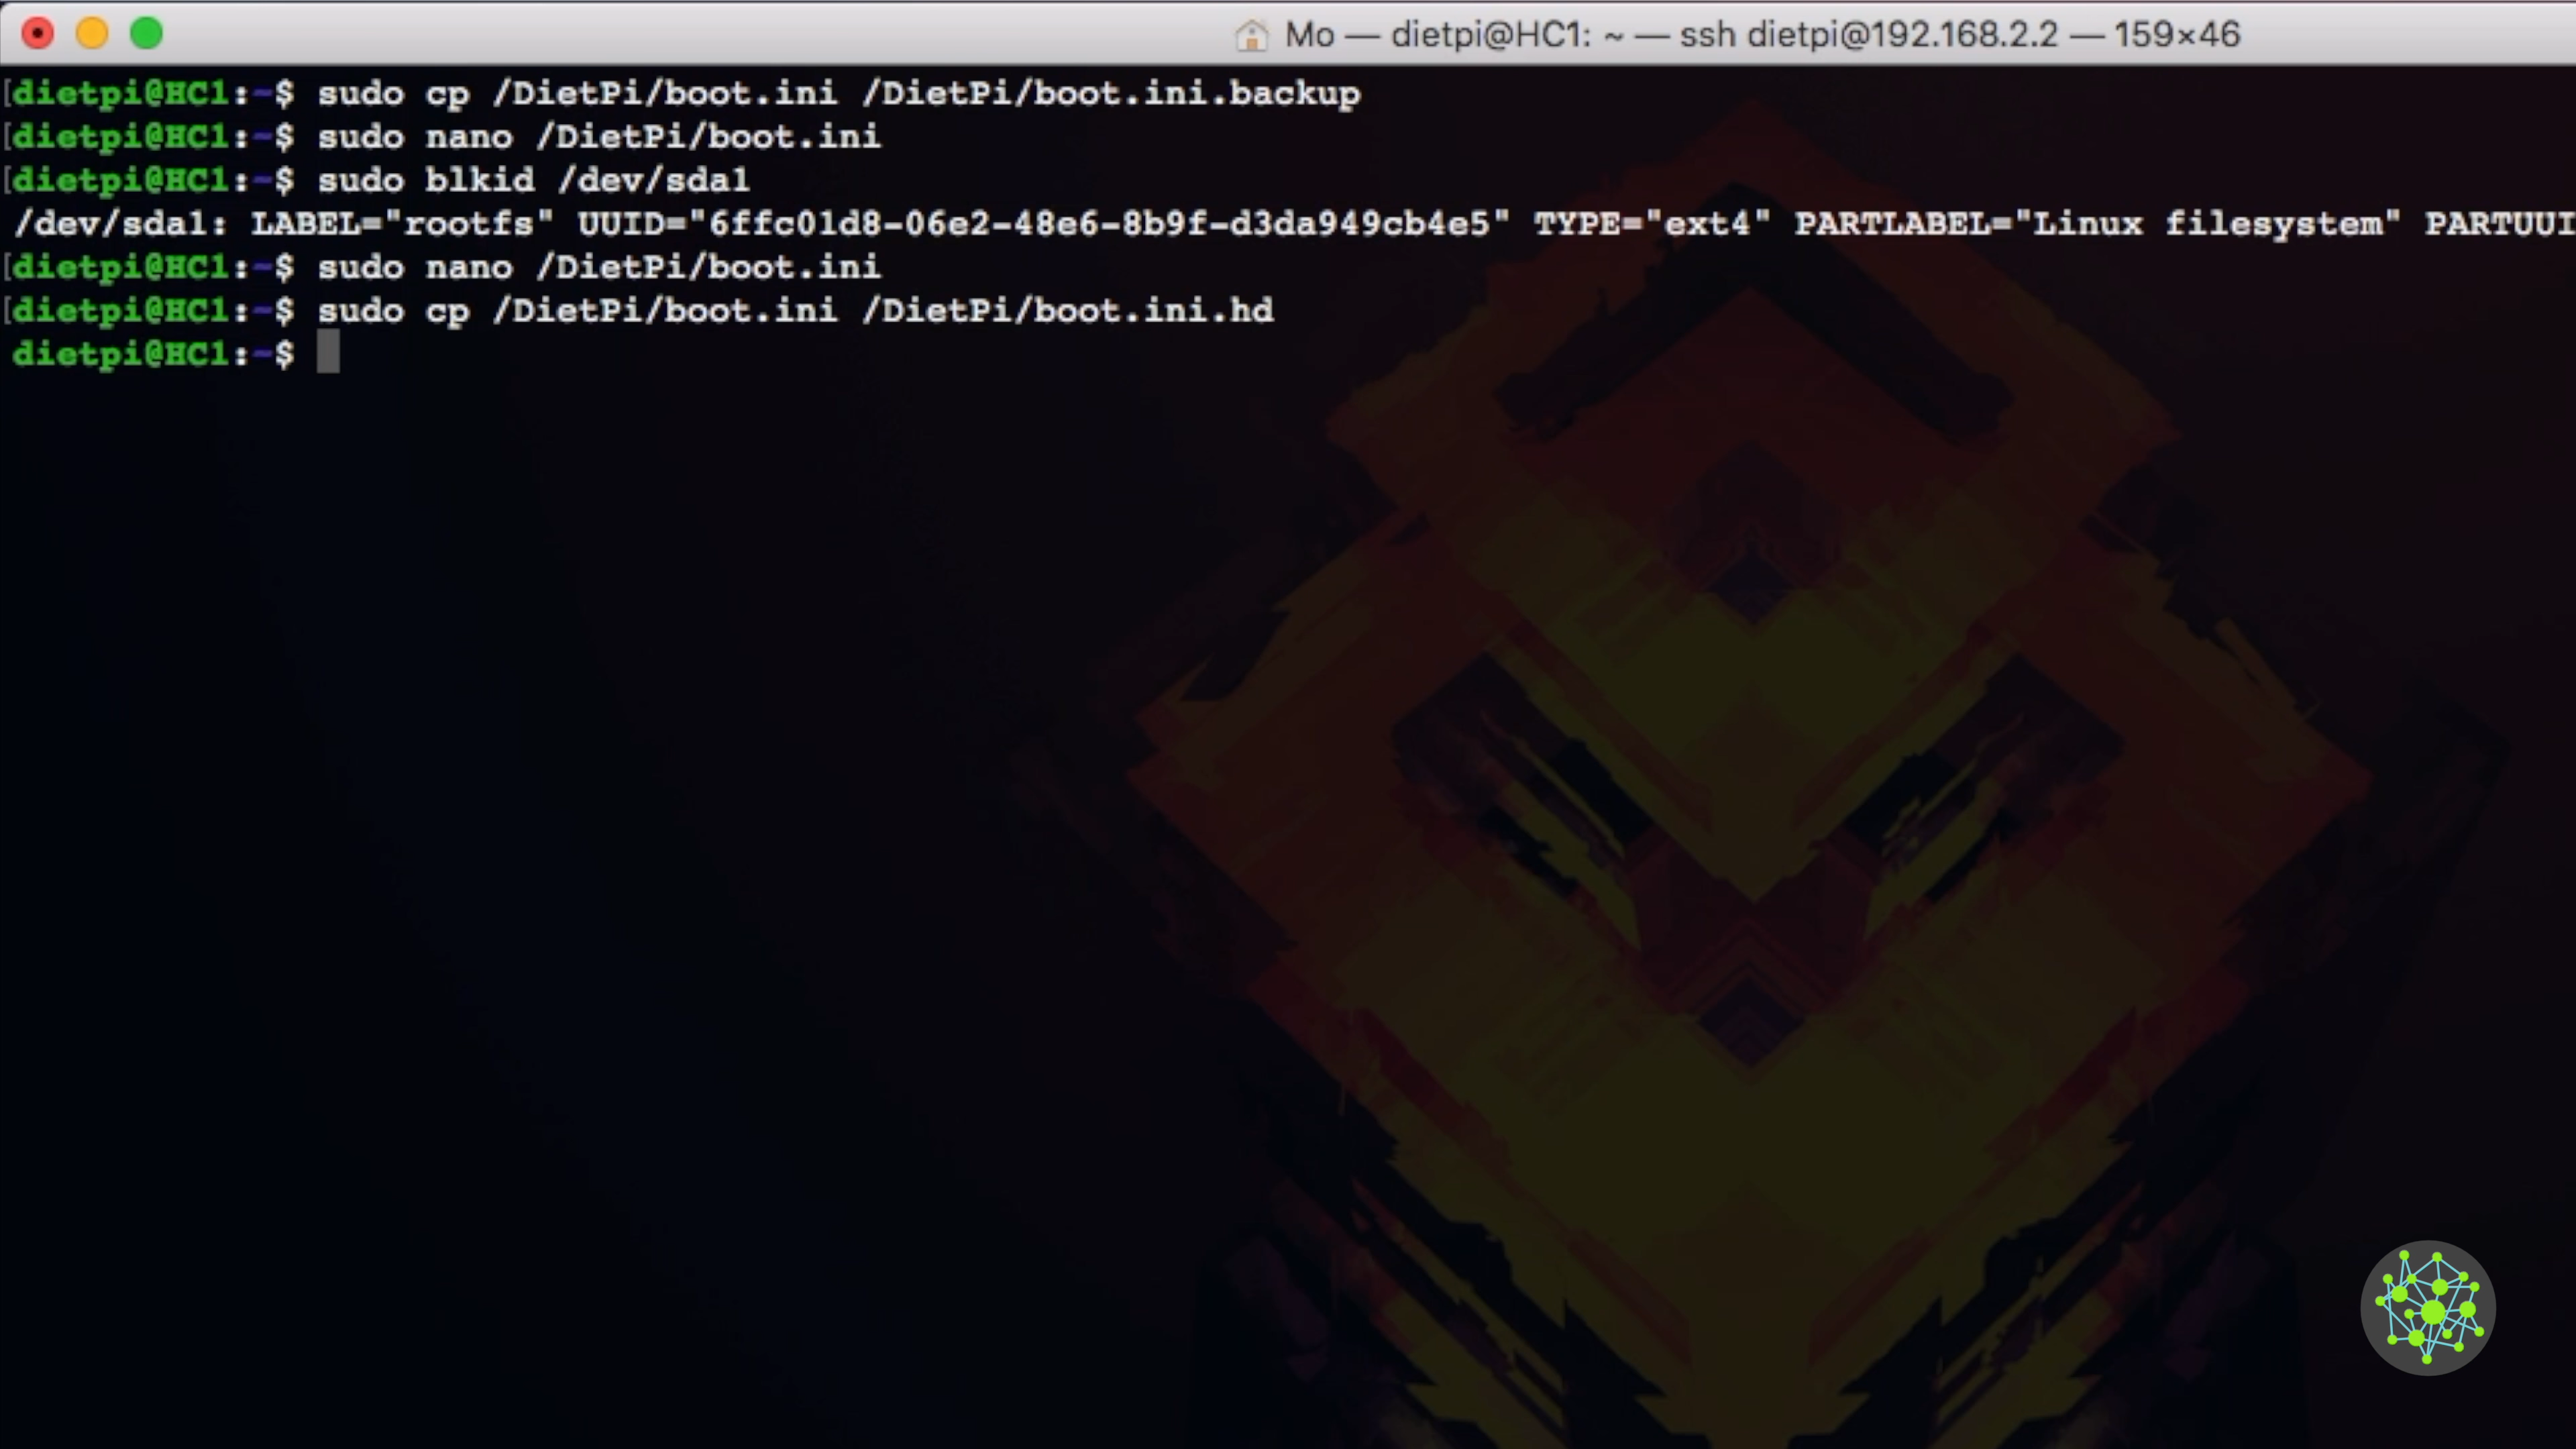 Mo — dietpi@HC1: ~ — ssh dietpi@192.168.2.2 — 159×46
[dietpi@HC1:~$ sudo cp /DietPi/boot.ini /DietPi/boot.ini.backup
[dietpi@HC1:~$ sudo nano /DietPi/boot.ini
[dietpi@HC1:~$ sudo blkid /dev/sda1
/dev/sda1: LABEL="rootfs" UUID="6ffc01d8-06e2-48e6-8b9f-d3da949cb4e5" TYPE="ext4" PARTLABEL="Linux filesystem" PARTUUI
[dietpi@HC1:~$ sudo nano /DietPi/boot.ini
[dietpi@HC1:~$ sudo cp /DietPi/boot.ini /DietPi/boot.ini.hd
dietpi@HC1:~$